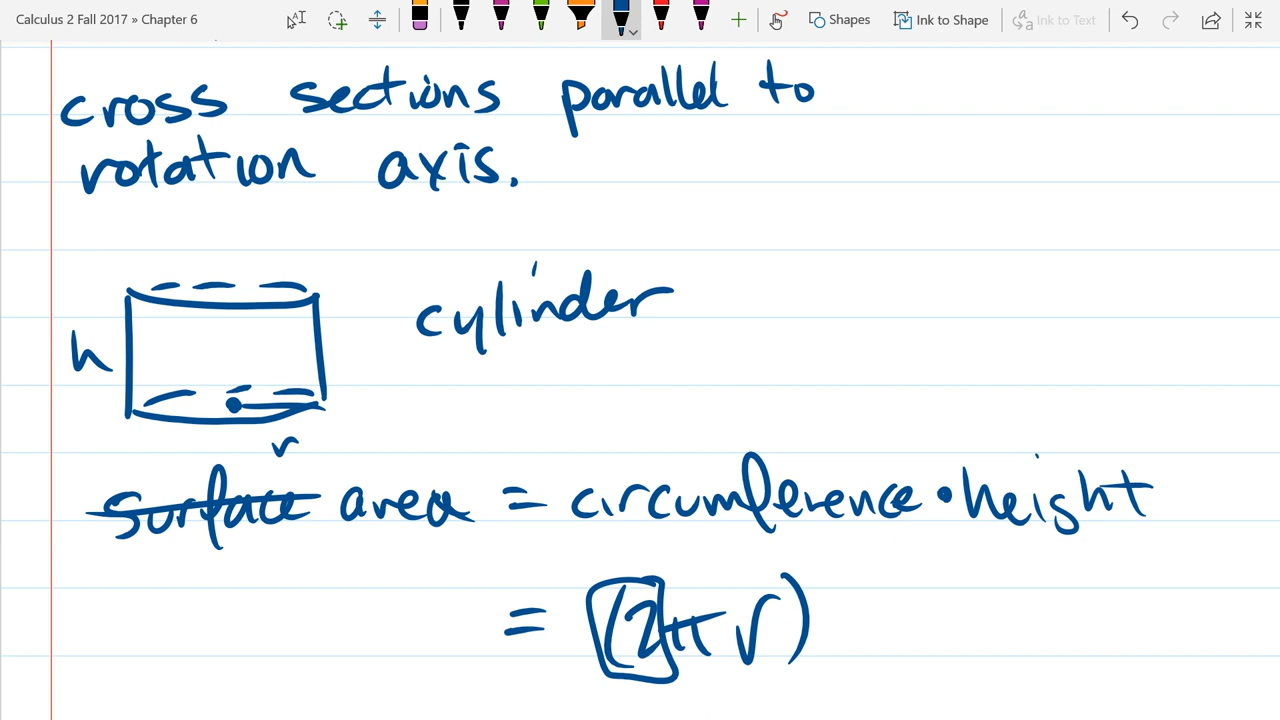 Calculus 2 Fall 2017 » Chapter 6
Shapes
Ink to Shape
Ink to Text
cross sections parallel to
rotation axis.
cylinder
h
r
surface area = circumference • height
= (2π r)